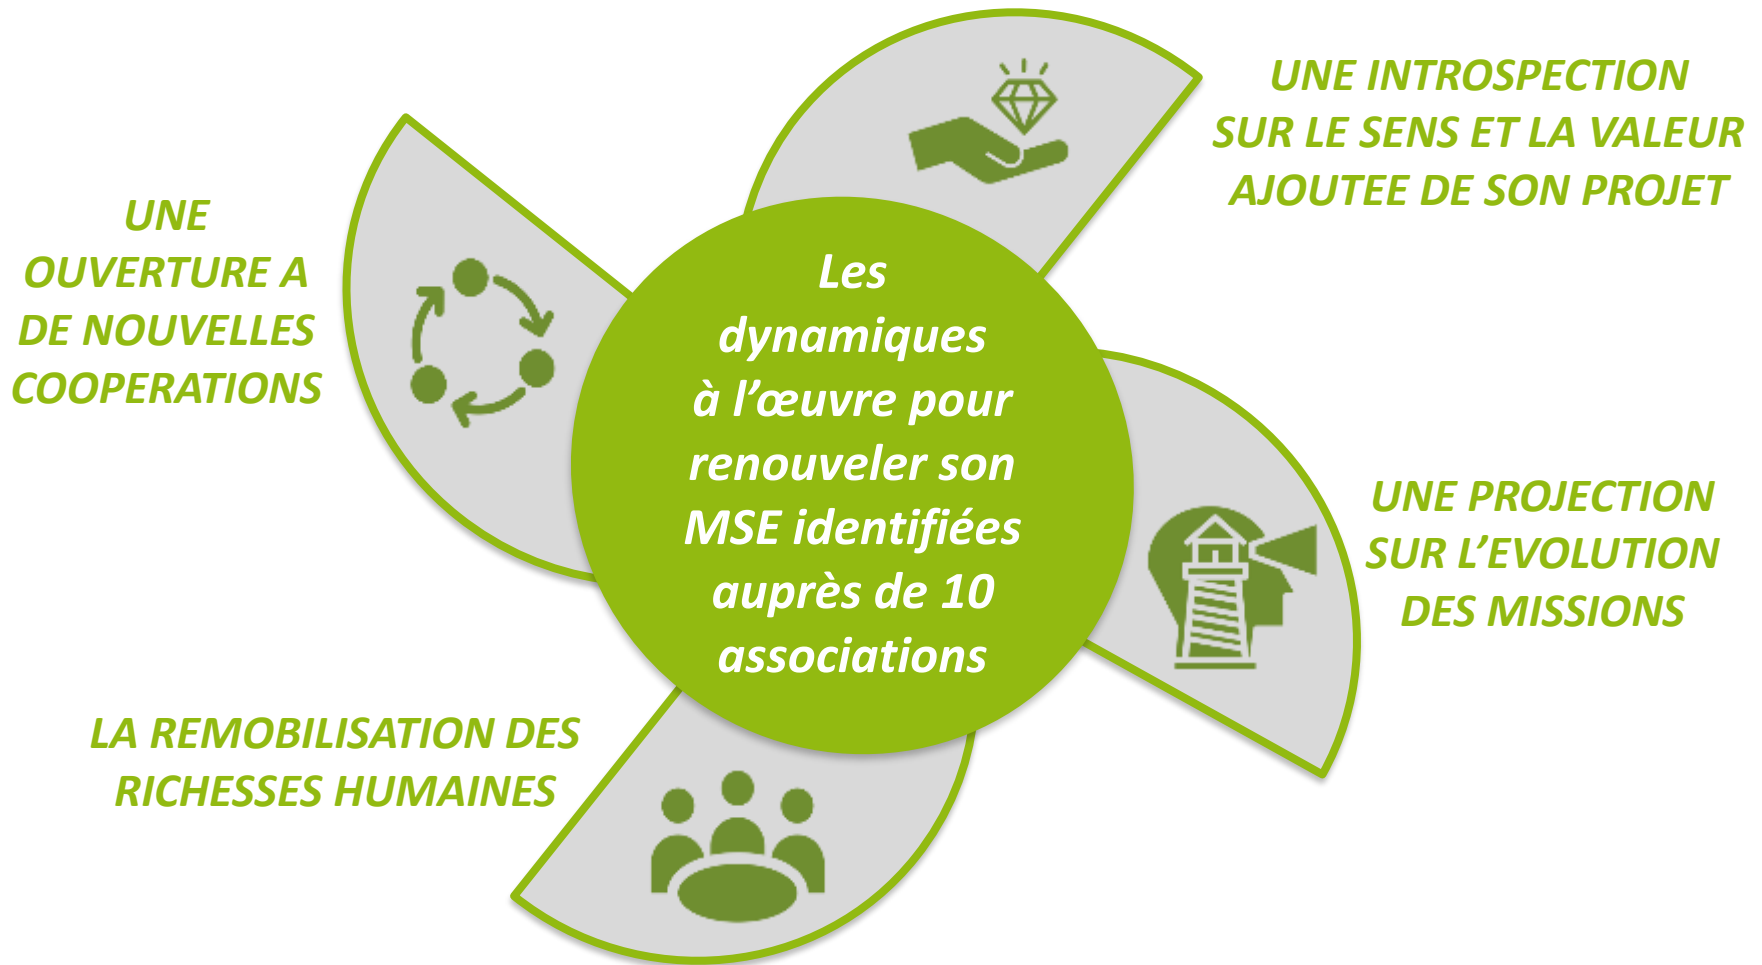 UNE INTROSPECTION
SUR LE SENS ET LA VALEUR
AJOUTEE DE SON PROJET
UNE
OUVERTURE A
DE NOUVELLES
COOPERATIONS
Les
dynamiques
à l’œuvre pour
renouveler son
MSE identifiées
auprès de 10
associations
UNE PROJECTION
SUR L’EVOLUTION
DES MISSIONS
LA REMOBILISATION DES
RICHESSES HUMAINES